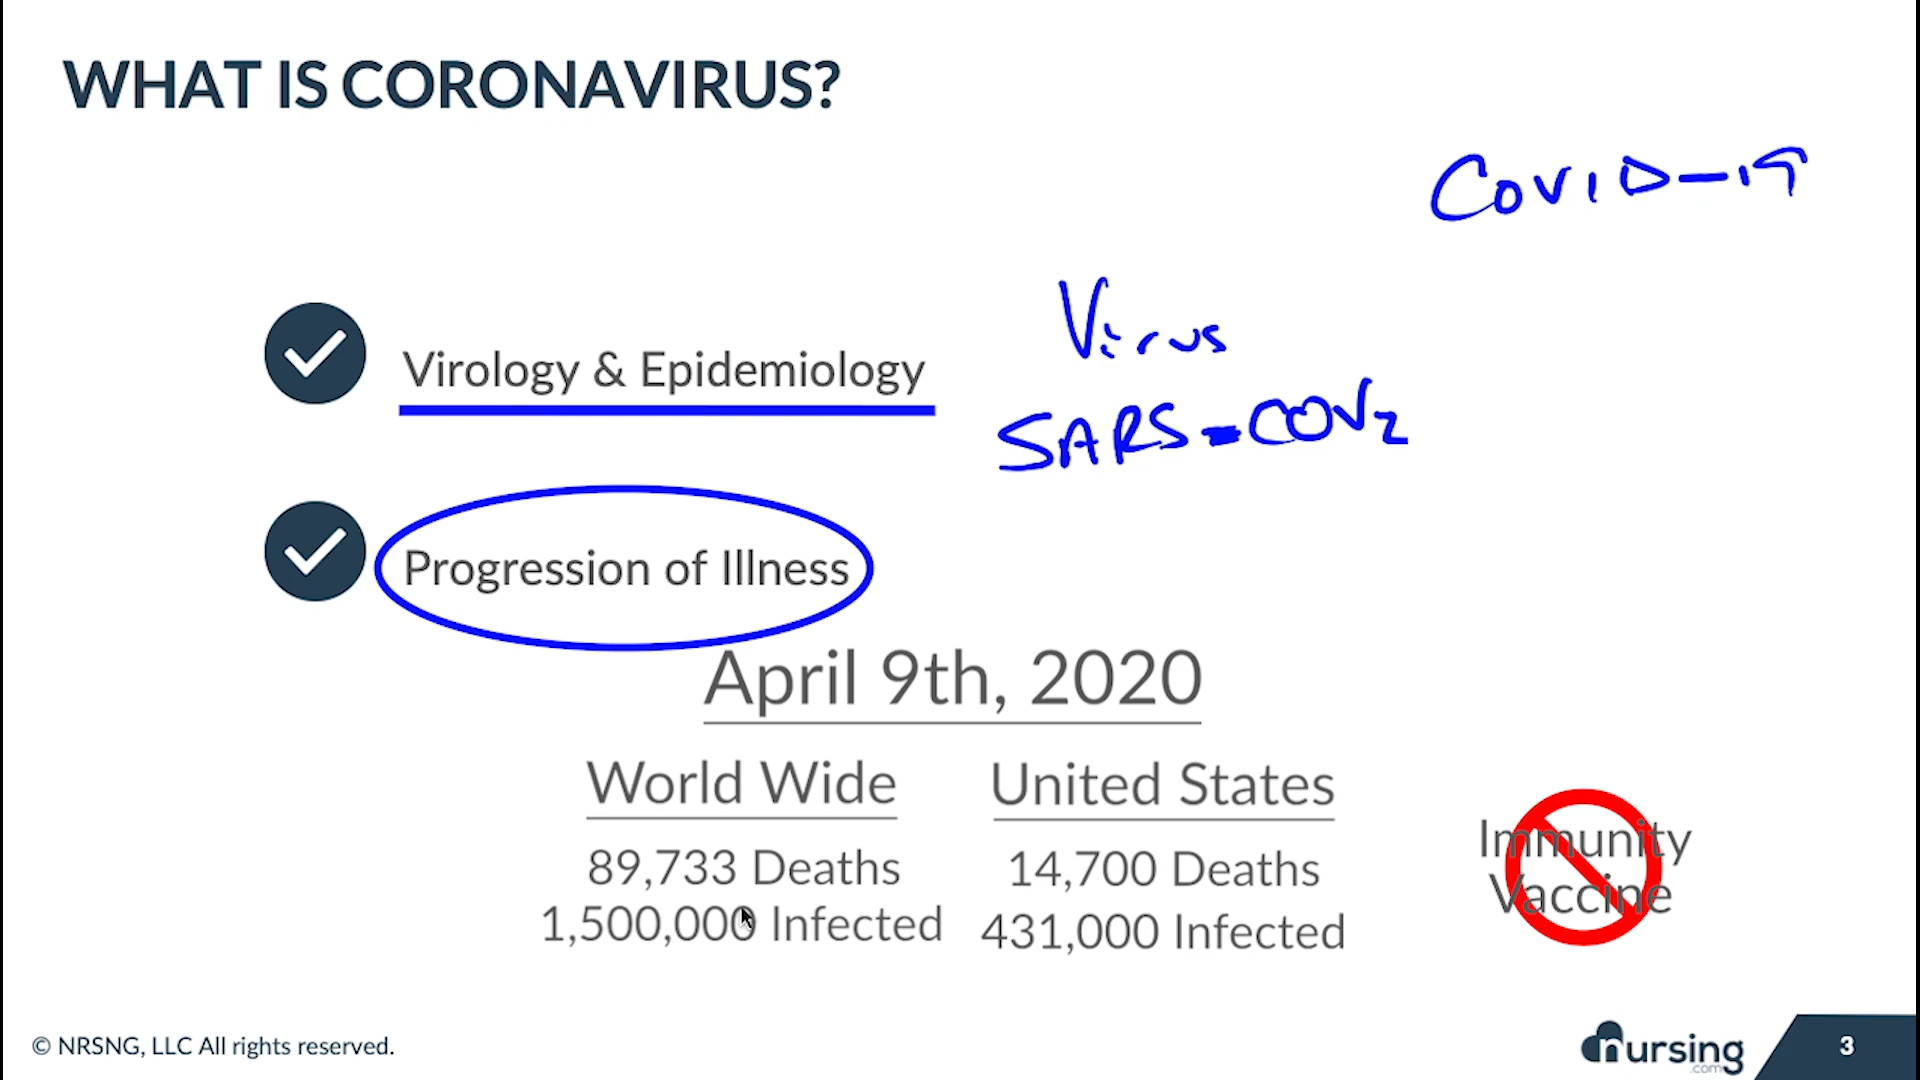 WHAT IS CORONAVIRUS?
COVID-19
Virus
Virology & Epidemiology
SARS-COV2
Progression of Illness
April 9th, 2020
World Wide
United States
89,733 Deaths
14,700 Deaths
1,500,000 Infected
431,000 Infected
Immunity
Vaccine
© NRSNG, LLC All rights reserved.
nursing
.com
3